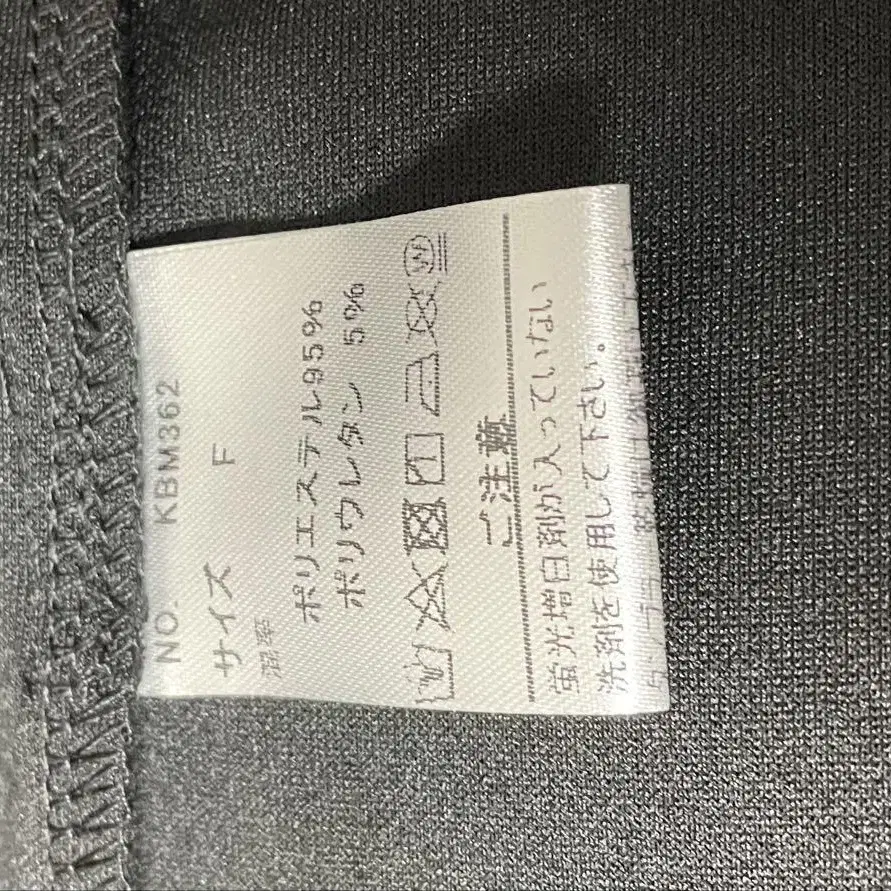 NO. KBM362
サイズ F
混率
ポリエステル95%
ポリウレタン 5%
ご注意
蛍光増白剤が入っていない
洗剤を使用して下さい。